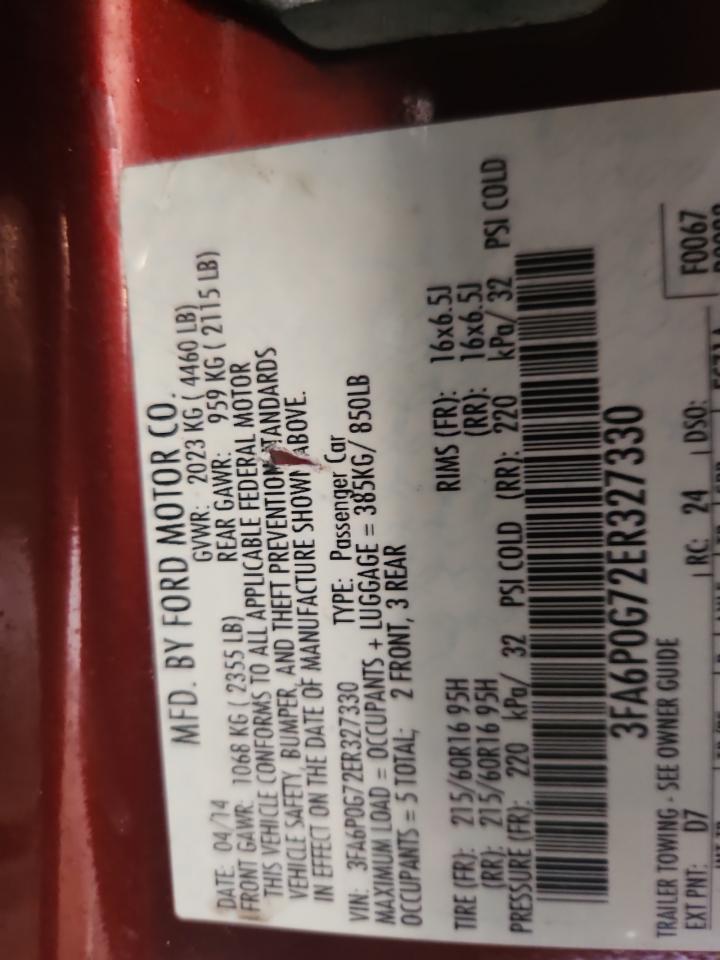 MFD. BY FORD MOTOR CO.
DATE: 04/14 GVWR: 2023 KG ( 4460 LB)
FRONT GAWR: 1068 KG ( 2355 LB) REAR GAWR: 959 KG ( 2115 LB)
THIS VEHICLE CONFORMS TO ALL APPLICABLE FEDERAL MOTOR
VEHICLE SAFETY, BUMPER, AND THEFT PREVENTION STANDARDS
IN EFFECT ON THE DATE OF MANUFACTURE SHOWN ABOVE.
VIN: 3FA6P0G72ER327330 TYPE: Passenger Car
MAXIMUM LOAD = OCCUPANTS + LUGGAGE = 385KG/ 850LB
OCCUPANTS = 5 TOTAL; 2 FRONT, 3 REAR
TIRE (FR): 215/60R16 95H RIMS (FR): 16x6.5J
(RR): 215/60R16 95H (RR): 16x6.5J
PRESSURE (FR): 220 kPa/ 32 PSI COLD (RR): 220 kPa/ 32 PSI COLD
3FA6P0G72ER327330
TRAILER TOWING - SEE OWNER GUIDE
EXT PNT: D7 RC: 24 DSO: F0067